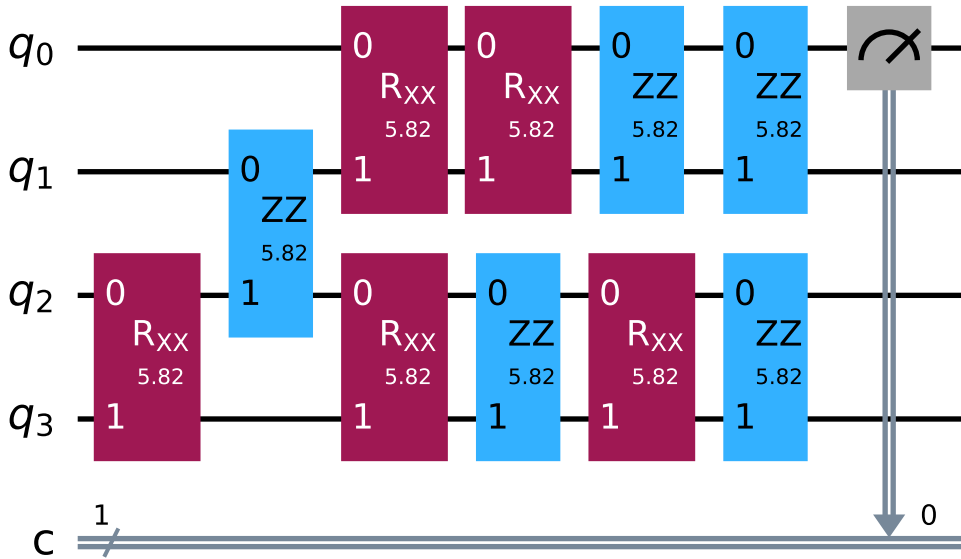 q0 0 0 0 0
RXX RXX ZZ ZZ
5.82 5.82 5.82 5.82
q1 0 1 1 1 1
ZZ
5.82
q2 0 1 0 0 0 0
RXX RXX ZZ RXX ZZ
5.82 5.82 5.82 5.82 5.82
q3 1 1 1 1 1
1 0
c